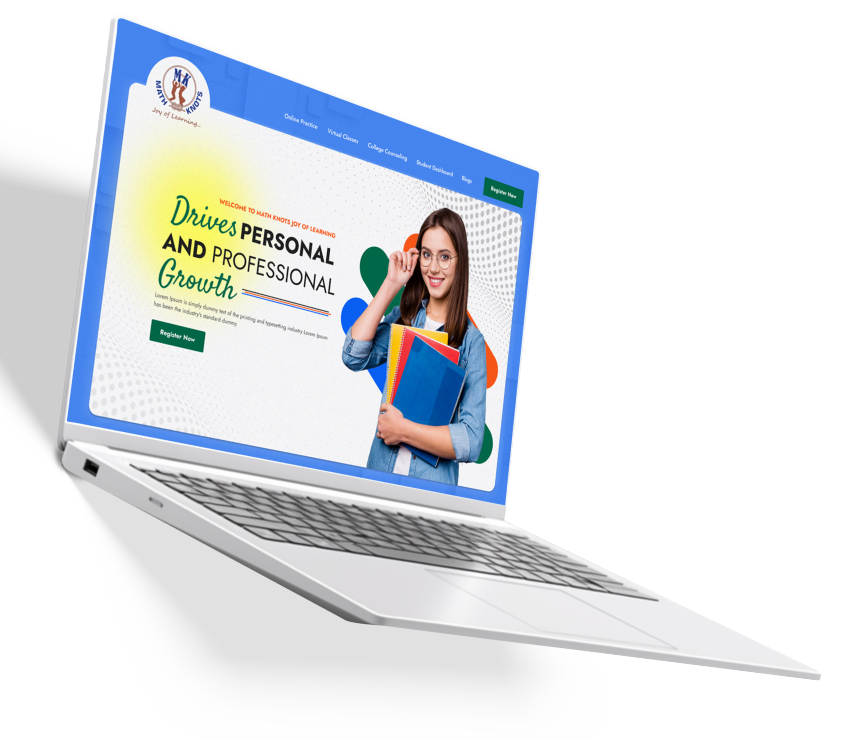 MK
MATH KNOTS
Joy of Learning...
Online Practice
Virtual Classes
College Counseling
Student Dashboard
Blogs
Register Now
WELCOME TO MATH KNOTS JOY OF LEARNING
Drives PERSONAL
AND PROFESSIONAL
Growth
Lorem Ipsum is simply dummy text of the printing and typesetting industry Lorem Ipsum
has been the industry's standard dummy.
Register Now